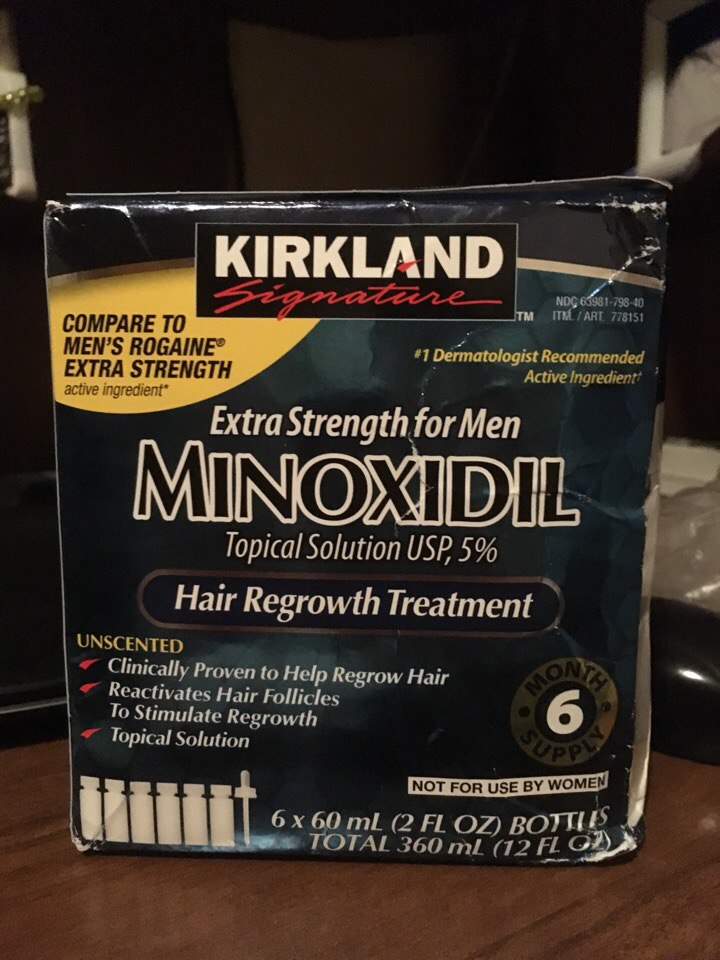 KIRKLAND
Signature™
NDC 63981-798-40
ITM. / ART. 778151
COMPARE TO
MEN'S ROGAINE®
EXTRA STRENGTH
active ingredient*
#1 Dermatologist Recommended
Active Ingredient†
Extra Strength for Men
MINOXIDIL
Topical Solution USP, 5%
Hair Regrowth Treatment
UNSCENTED
Clinically Proven to Help Regrow Hair
Reactivates Hair Follicles
To Stimulate Regrowth
Topical Solution
6
MONTH
SUPPLY
NOT FOR USE BY WOMEN
6 x 60 mL (2 FL OZ) BOTTLES
TOTAL 360 mL (12 FL OZ)